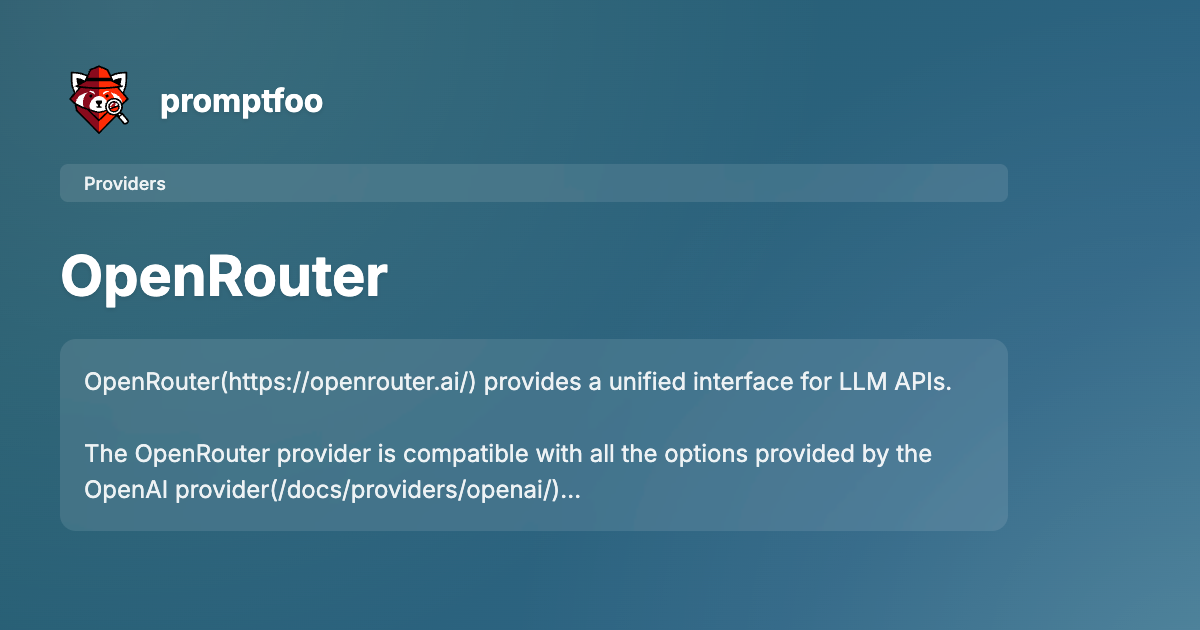 promptfoo
Providers
OpenRouter
OpenRouter(https://openrouter.ai/) provides a unified interface for LLM APIs.
The OpenRouter provider is compatible with all the options provided by the
OpenAI provider(/docs/providers/openai/)...